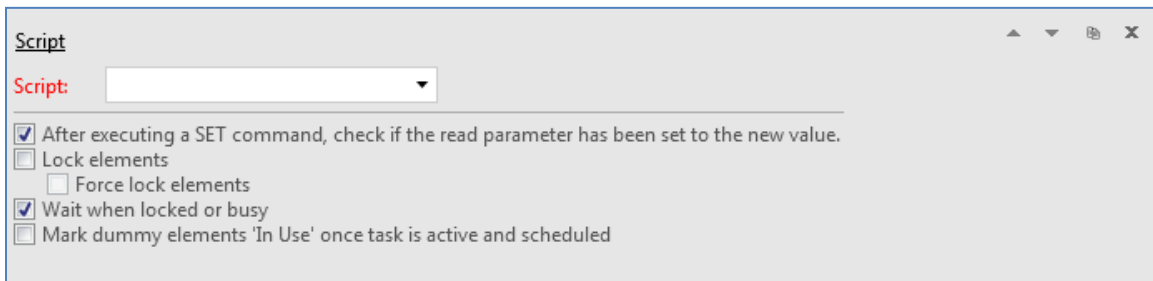 Script
Script:
After executing a SET command, check if the read parameter has been set to the new value.
Lock elements
Force lock elements
Wait when locked or busy
Mark dummy elements 'In Use' once task is active and scheduled